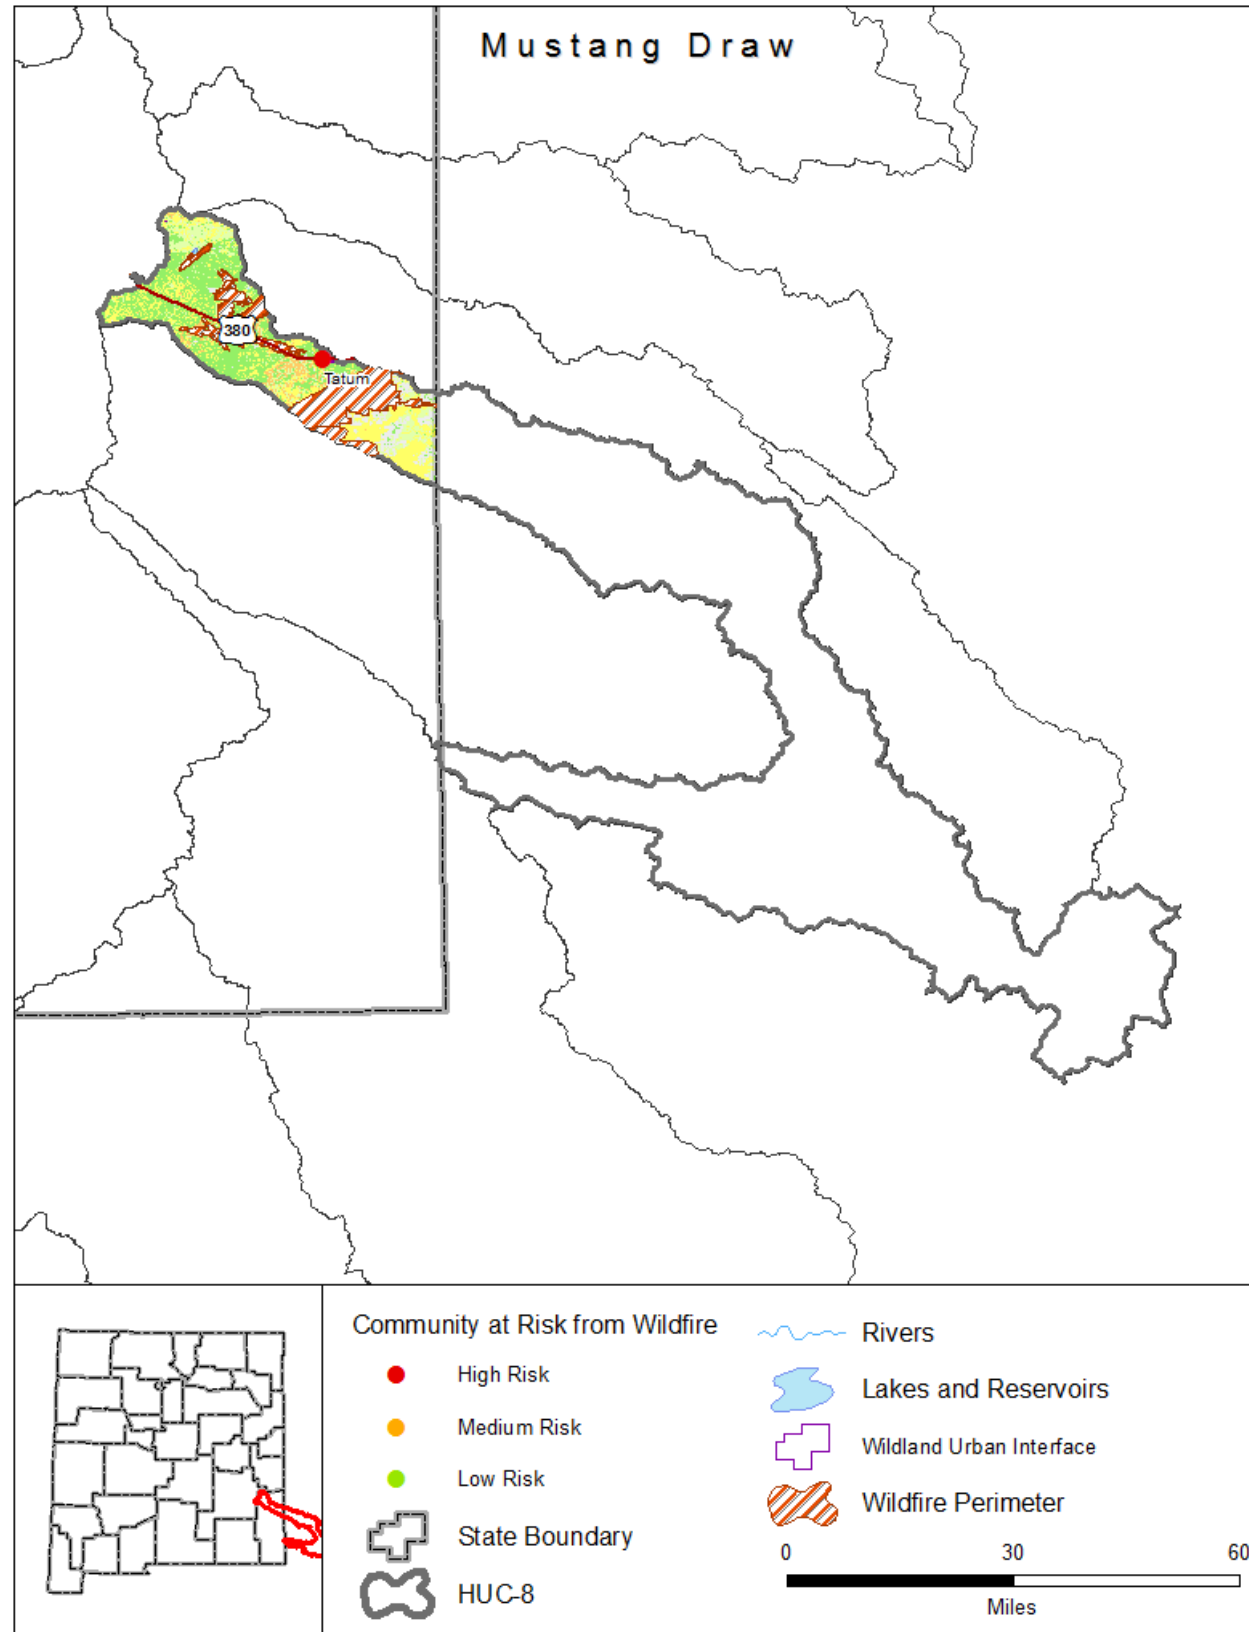 Mustang Draw
380
Tatum
Community at Risk from Wildfire
High Risk
Medium Risk
Low Risk
State Boundary
HUC-8
Rivers
Lakes and Reservoirs
Wildland Urban Interface
Wildfire Perimeter
0 30 60
Miles